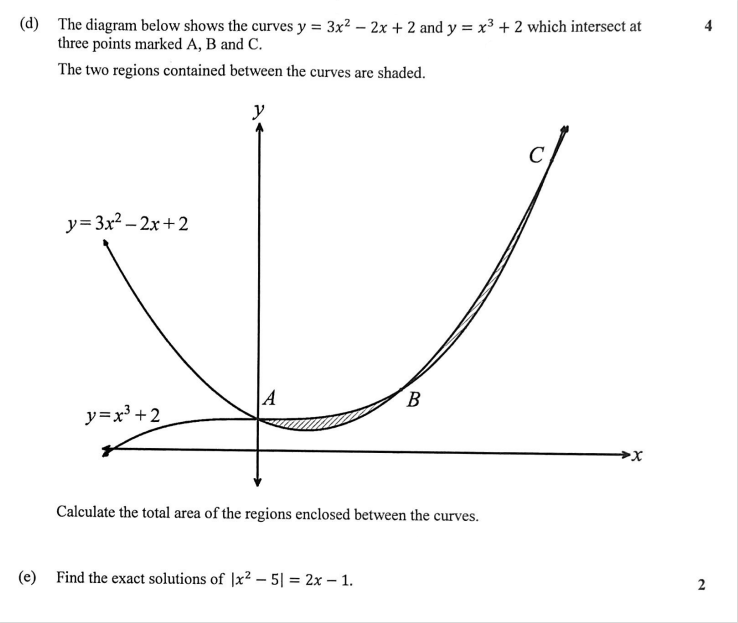 (d) The diagram below shows the curves y = 3x² − 2x + 2 and y = x³ + 2 which intersect at 4
three points marked A, B and C.
The two regions contained between the curves are shaded.
y
C
y=3x²−2x+2
A
B
y=x³+2
x
Calculate the total area of the regions enclosed between the curves.
(e) Find the exact solutions of |x² − 5| = 2x − 1.
2